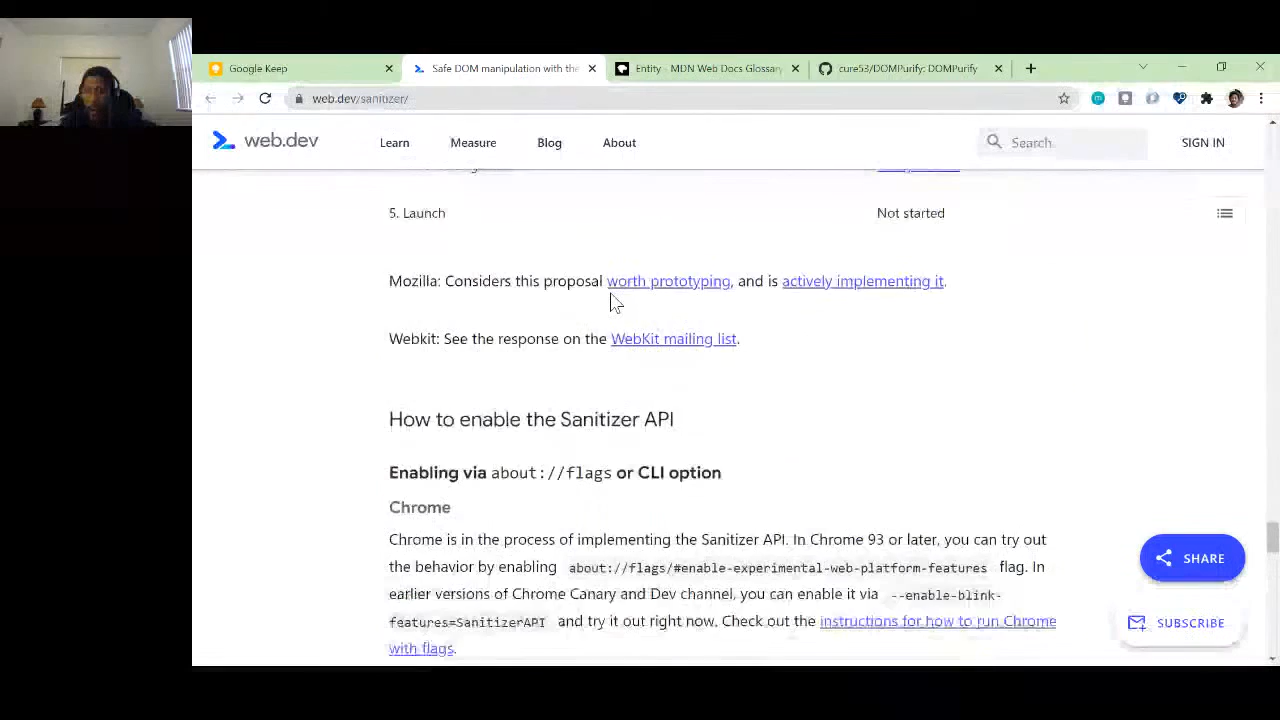 Google Keep
Safe DOM manipulation with the
Entity - MDN Web Docs Glossary
cure53/DOMPurify: DOMPurify
web.dev/sanitizer/
web.dev
Learn
Measure
Blog
About
Search
SIGN IN
5. Launch
Not started
Mozilla: Considers this proposal worth prototyping, and is actively implementing it.
Webkit: See the response on the WebKit mailing list.
How to enable the Sanitizer API
Enabling via about://flags or CLI option
Chrome
Chrome is in the process of implementing the Sanitizer API. In Chrome 93 or later, you can try out
the behavior by enabling about://flags/#enable-experimental-web-platform-features flag. In
earlier versions of Chrome Canary and Dev channel, you can enable it via --enable-blink-
features=SanitizerAPI and try it out right now. Check out the instructions for how to run Chrome
with flags.
SHARE
SUBSCRIBE